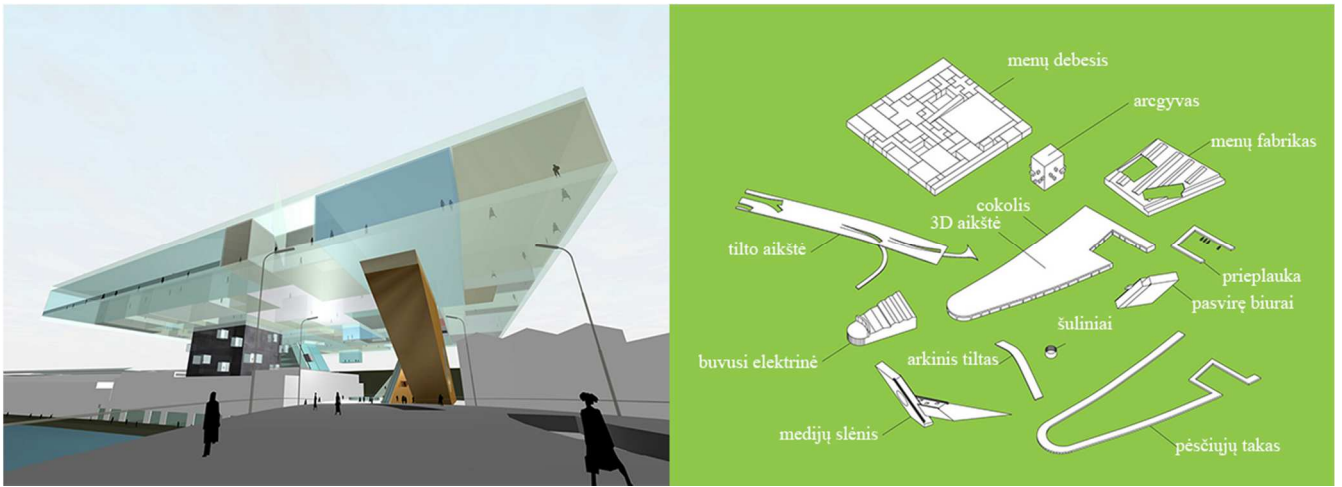 menų debesis
arcgyvas
menų fabrikas
cokolis
3D aikštė
tilto aikštė
prieplauka
pasvirę biurai
šuliniai
buvusi elektrinė
arkinis tiltas
medijų slėnis
pėsčiųjų takas